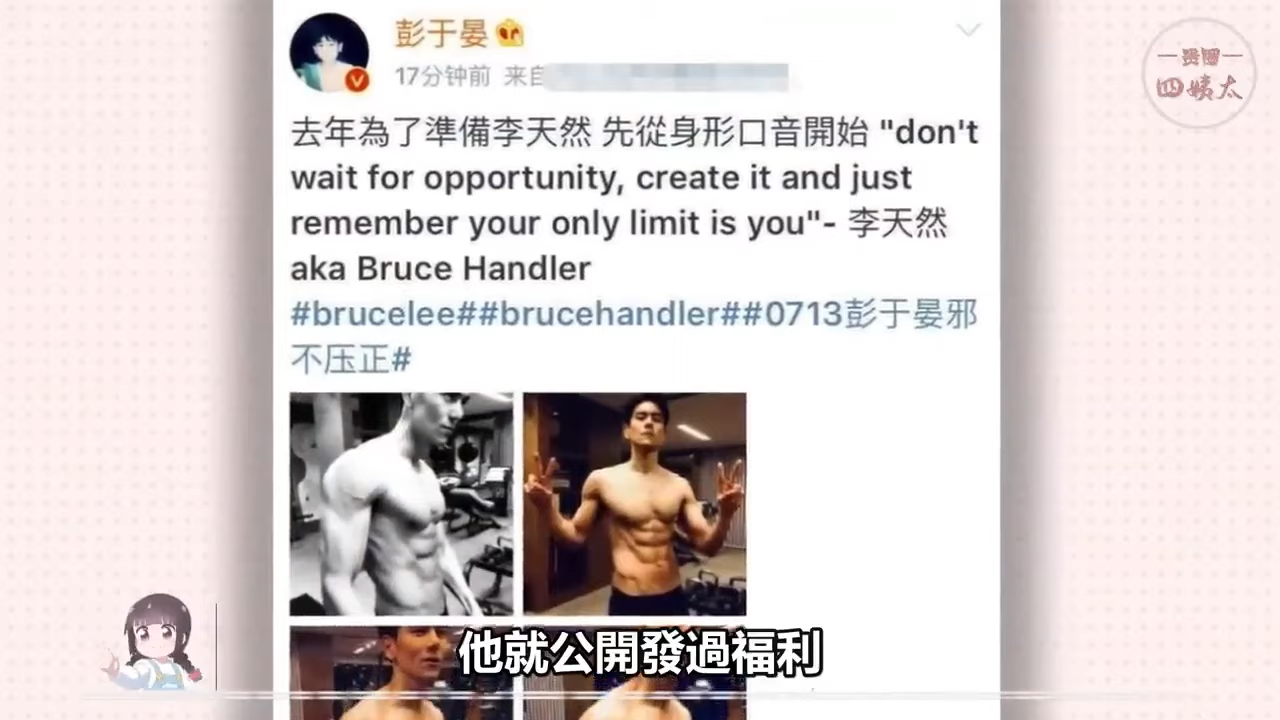 彭于晏
17分钟前 来自
去年為了準備李天然 先從身形口音開始 "don't
wait for opportunity, create it and just
remember your only limit is you"- 李天然
aka Bruce Handler
#brucelee##brucehandler##0713彭于晏邪
不压正#
他就公開發過福利
贵圈
四姨太